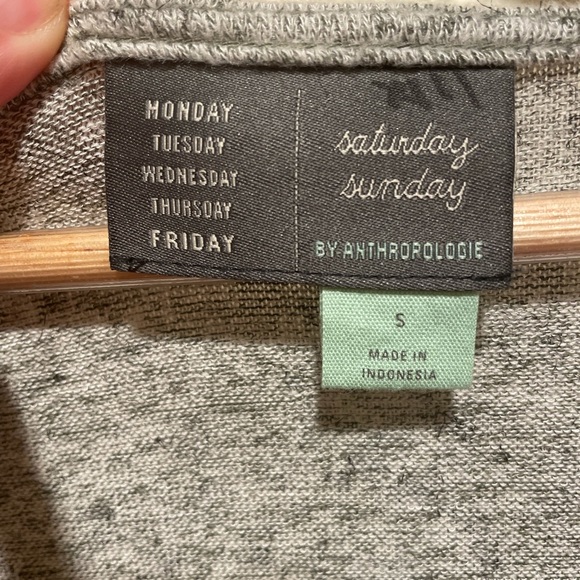 MONDAY
TUESDAY
WEDNESDAY
THURSDAY
FRIDAY
saturday
sunday
BY ANTHROPOLOGIE
S
MADE IN
INDONESIA